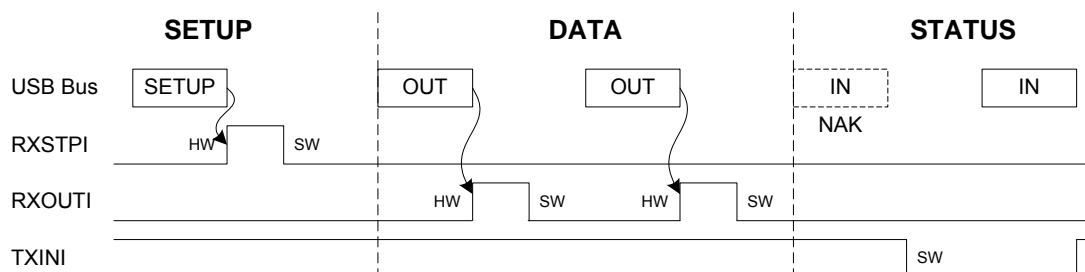 SETUP DATA STATUS
USB Bus SETUP OUT OUT IN IN
NAK
RXSTPI HW SW
RXOUTI HW SW HW SW
TXINI SW